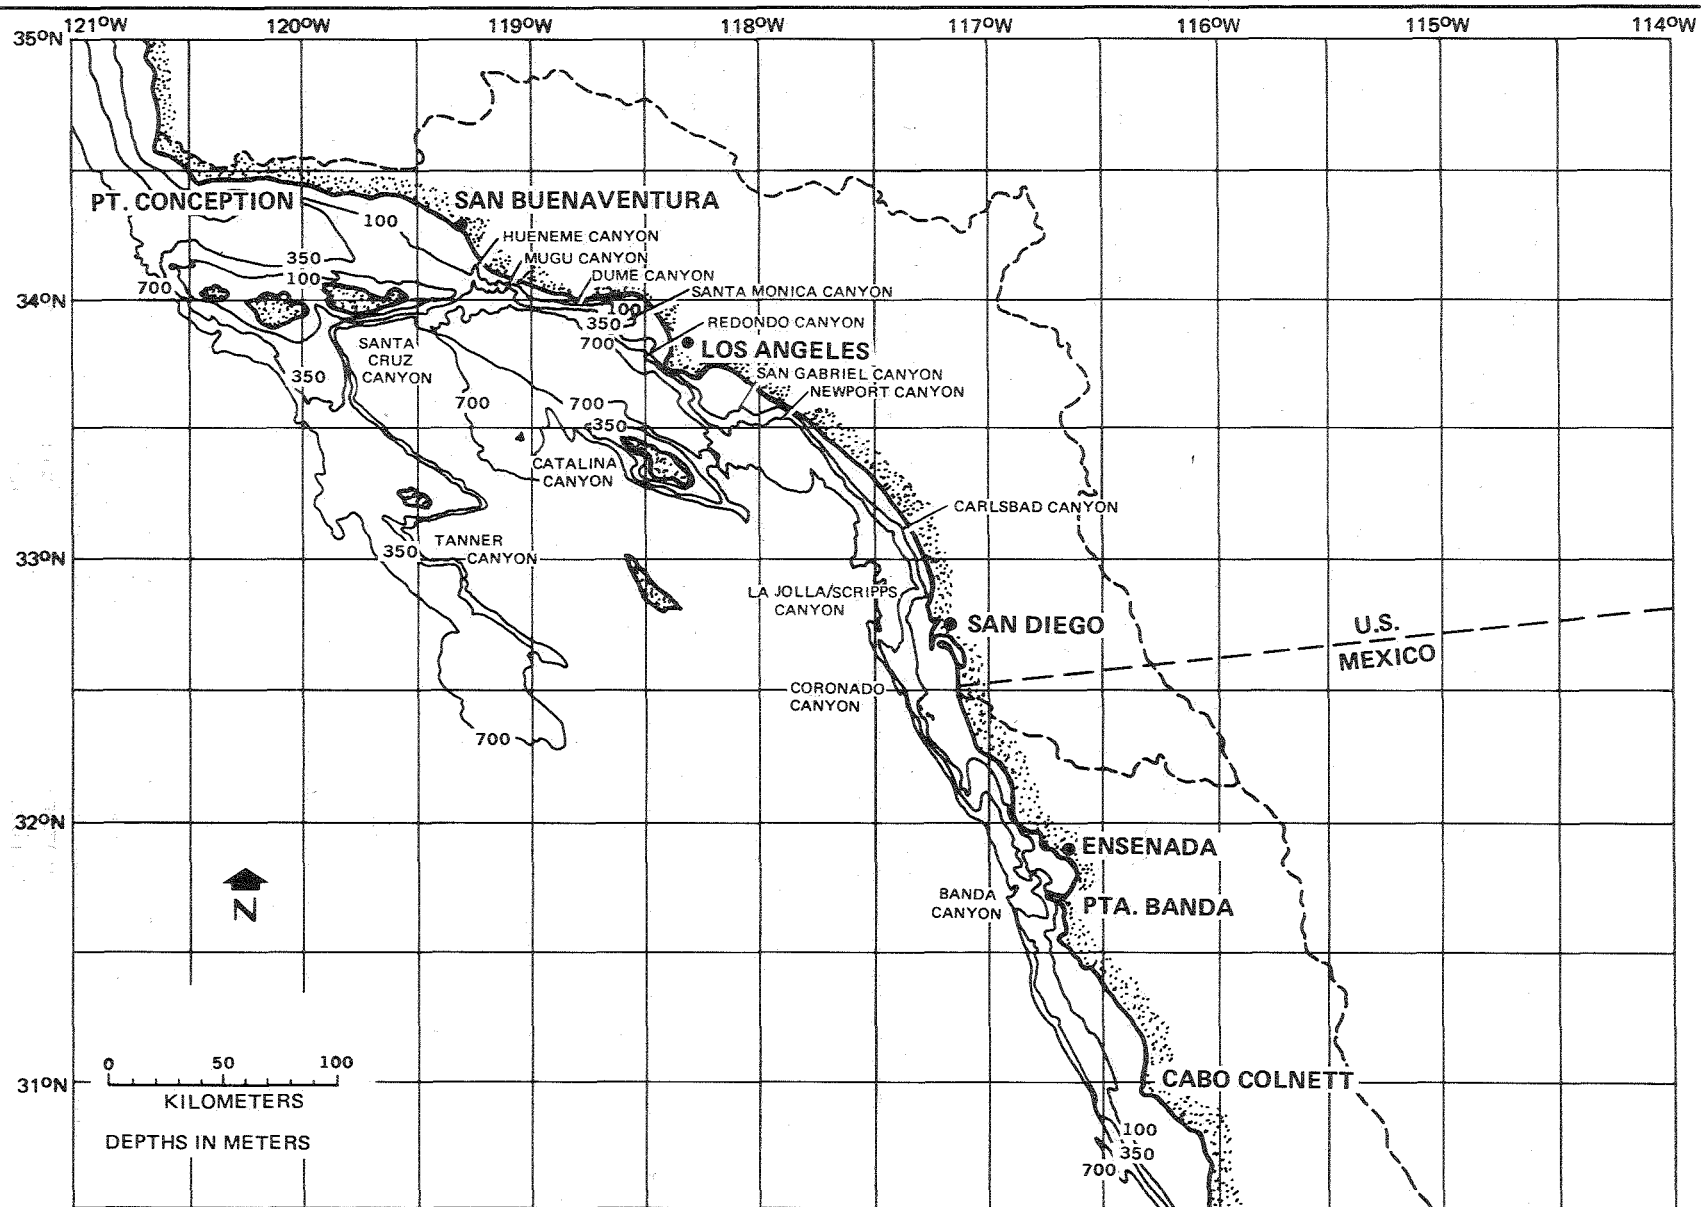 121°W 120°W 119°W 118°W 117°W 116°W 115°W 114°W
35°N
PT. CONCEPTION
SAN BUENAVENTURA
100
HUENEME CANYON
MUGU CANYON
350
DUME CANYON
100
700
SANTA MONICA CANYON
34°N
100
350
REDONDO CANYON
700
LOS ANGELES
SANTA
CRUZ
CANYON
350
SAN GABRIEL CANYON
NEWPORT CANYON
700
700
350
CATALINA
CANYON
CARLSBAD CANYON
TANNER
CANYON
350
33°N
LA JOLLA/SCRIPPS
CANYON
SAN DIEGO
U.S.
MEXICO
CORONADO
CANYON
700
32°N
ENSENADA
N
BANDA
CANYON
PTA. BANDA
0 50 100
KILOMETERS
31°N
CABO COLNETT
DEPTHS IN METERS
100
350
700